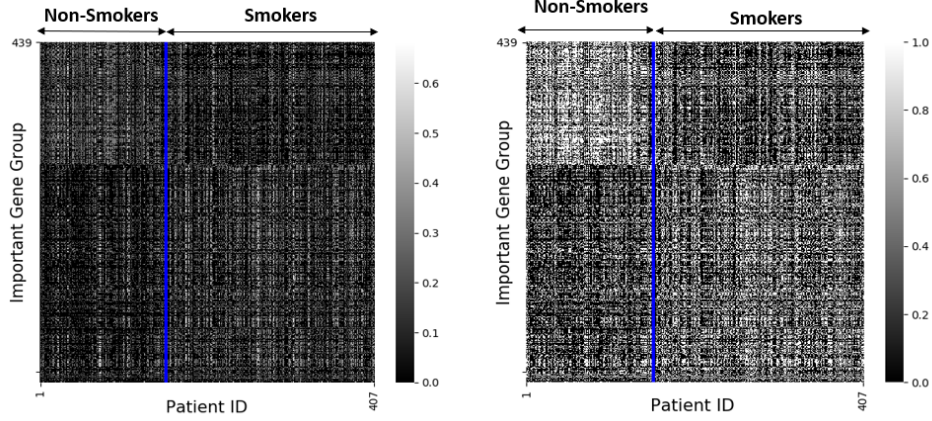 Non-Smokers Smokers
439
Important Gene Group
0.6
0.5
0.4
0.3
0.2
0.1
0.0
1
407
Patient ID
Non-Smokers
Smokers
439
Important Gene Group
1.0
0.8
0.6
0.4
0.2
0.0
1
407
Patient ID